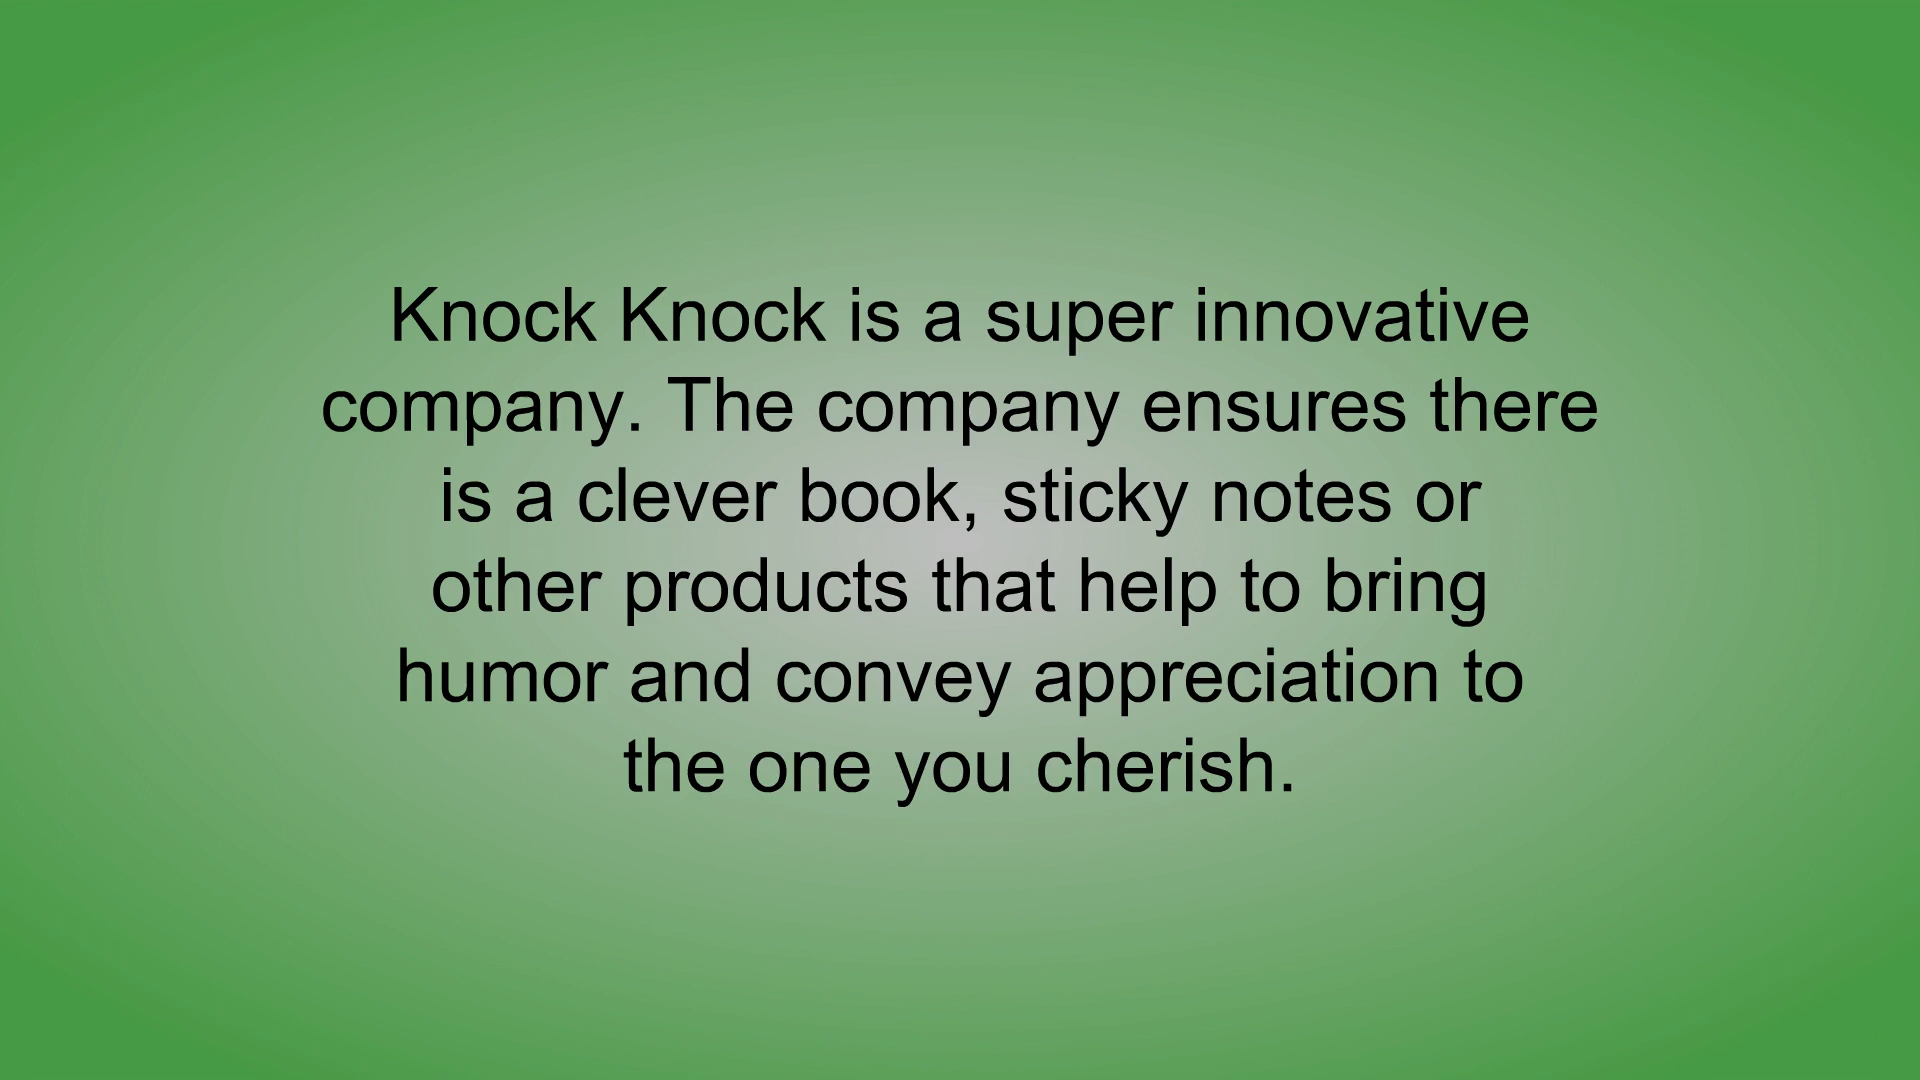 Knock Knock is a super innovative
company. The company ensures there
is a clever book, sticky notes or
other products that help to bring
humor and convey appreciation to
the one you cherish.